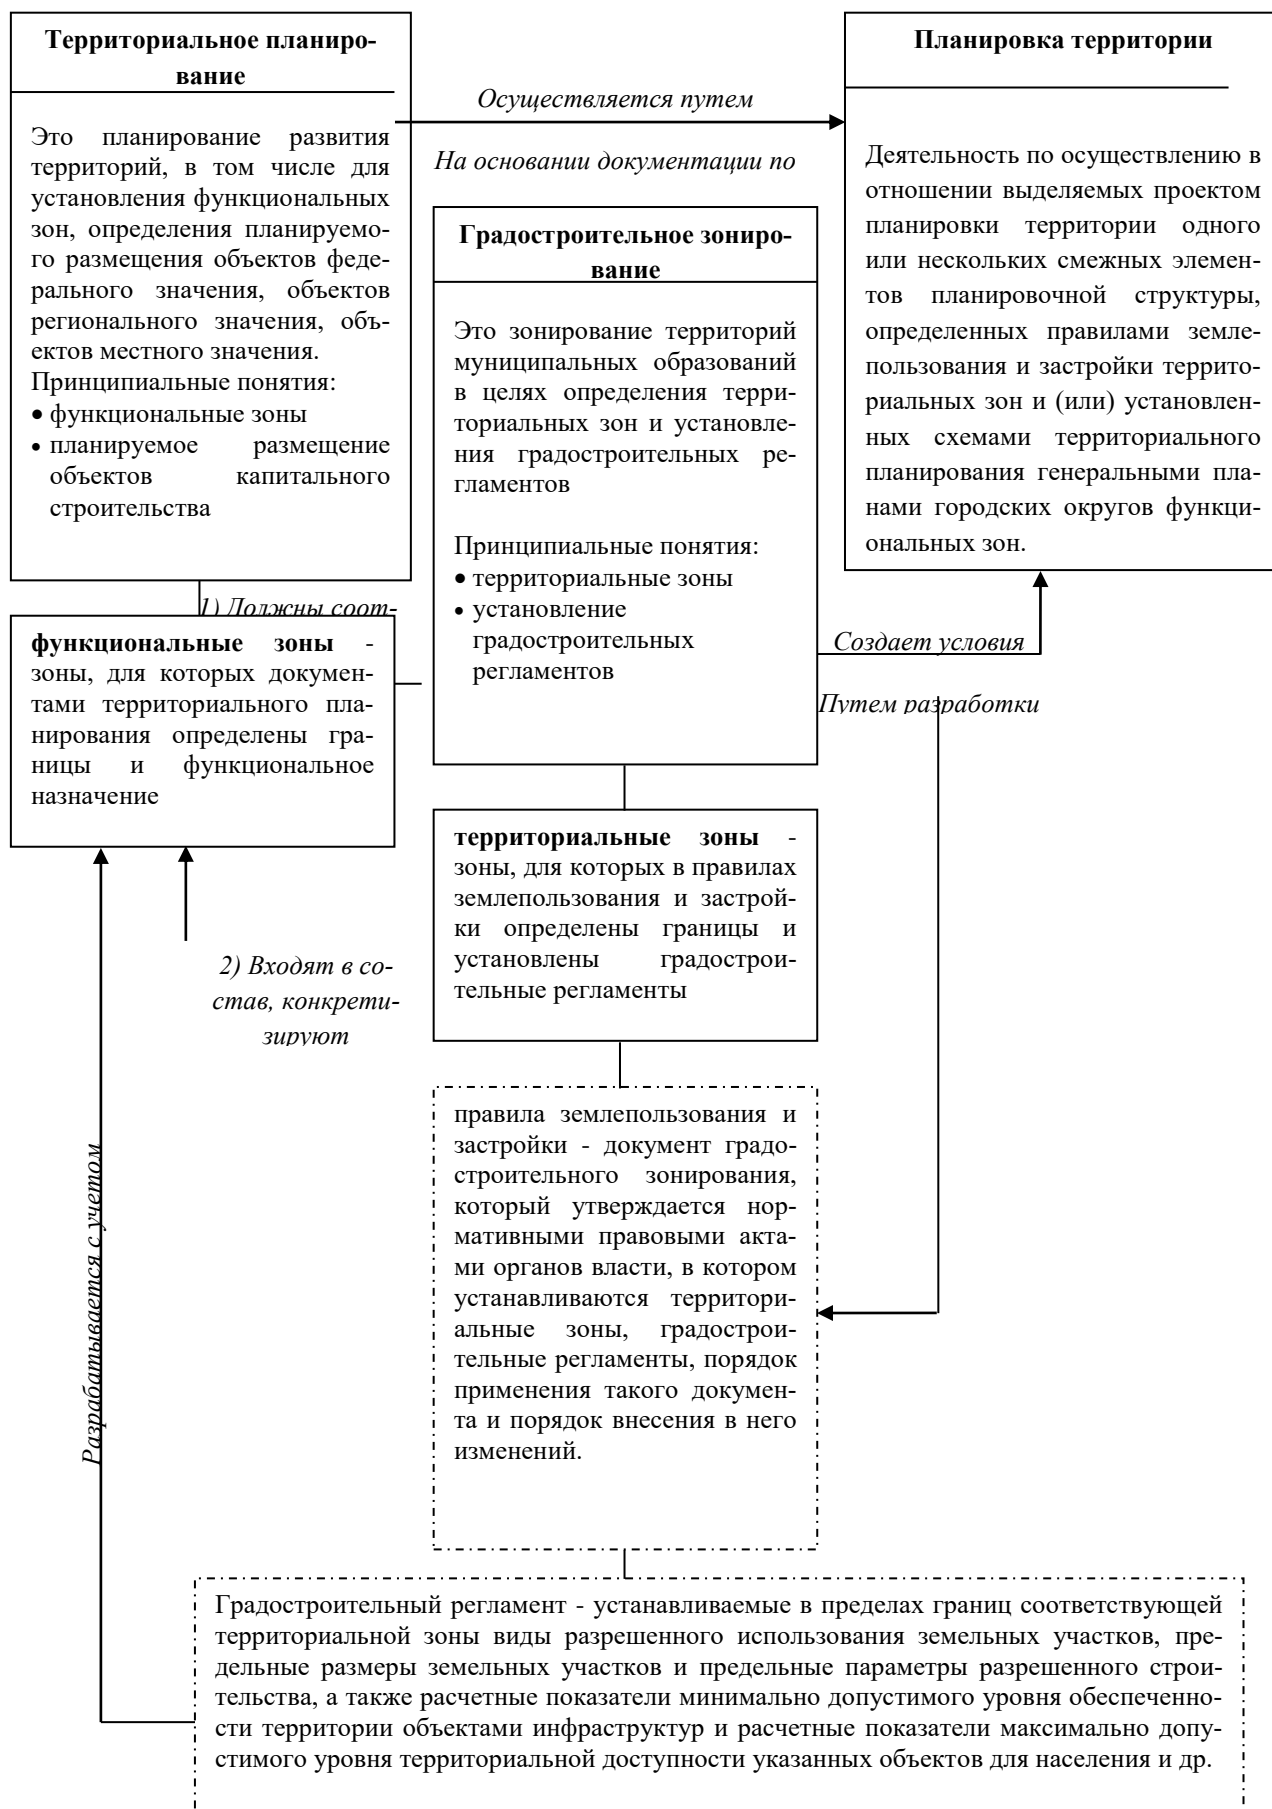 Территориальное планиро-
вание
Это планирование развития
территорий, в том числе для
установления функциональных
зон, определения планируемо-
го размещения объектов феде-
рального значения, объектов
регионального значения, объ-
ектов местного значения.
Принципиальные понятия:
• функциональные зоны
• планируемое размещение
объектов капитального
строительства
Осуществляется путем
На основании документации по
Планировка территории
Деятельность по осуществлению в
отношении выделяемых проектом
планировки территории одного
или нескольких смежных элемен-
тов планировочной структуры,
определенных правилами земле-
пользования и застройки террито-
риальных зон и (или) установлен-
ных схемами территориального
планирования генеральными пла-
нами городских округов функци-
ональных зон.
Градостроительное зониро-
вание
Это зонирование территорий
муниципальных образований
в целях определения терри-
ториальных зон и установле-
ния градостроительных ре-
гламентов
Принципиальные понятия:
• территориальные зоны
• установление
градостроительных
регламентов
1) Должны соот-
функциональные зоны -
зоны, для которых докумен-
тами территориального пла-
нирования определены гра-
ницы и функциональное
назначение
Создает условия
Путем разработки
территориальные зоны -
зоны, для которых в правилах
землепользования и застрой-
ки определены границы и
установлены градострои-
тельные регламенты
2) Входят в со-
став, конкрети-
зируют
правила землепользования и
застройки - документ градо-
строительного зонирования,
который утверждается нор-
мативными правовыми акта-
ми органов власти, в котором
устанавливаются территори-
альные зоны, градострои-
тельные регламенты, порядок
применения такого докумен-
та и порядок внесения в него
изменений.
Разрабатывается с учетом
Градостроительный регламент - устанавливаемые в пределах границ соответствующей
территориальной зоны виды разрешенного использования земельных участков, пре-
дельные размеры земельных участков и предельные параметры разрешенного строи-
тельства, а также расчетные показатели минимально допустимого уровня обеспеченно-
сти территории объектами инфраструктур и расчетные показатели максимально допу-
стимого уровня территориальной доступности указанных объектов для населения и др.